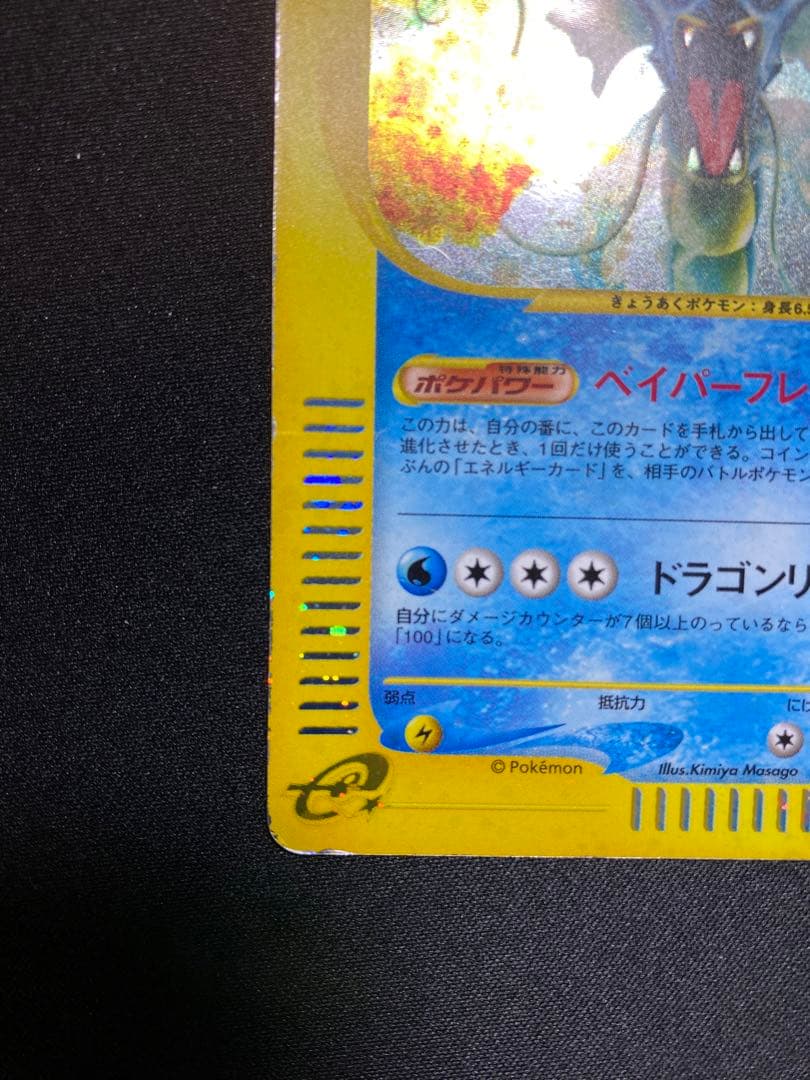 きょうあくポケモン：身長6.5
特殊能力
ポケパワー ベイパーフレ
この力は、自分の番に、このカードを手札から出して
進化させたとき、1回だけ使うことができる。コイン
ぶんの「エネルギーカード」を、相手のバトルポケモン
ドラゴンリ
自分にダメージカウンターが7個以上のっているなら
「100」になる。
弱点 抵抗力 にげ
© Pokémon Illus.Kimiya Masago
e